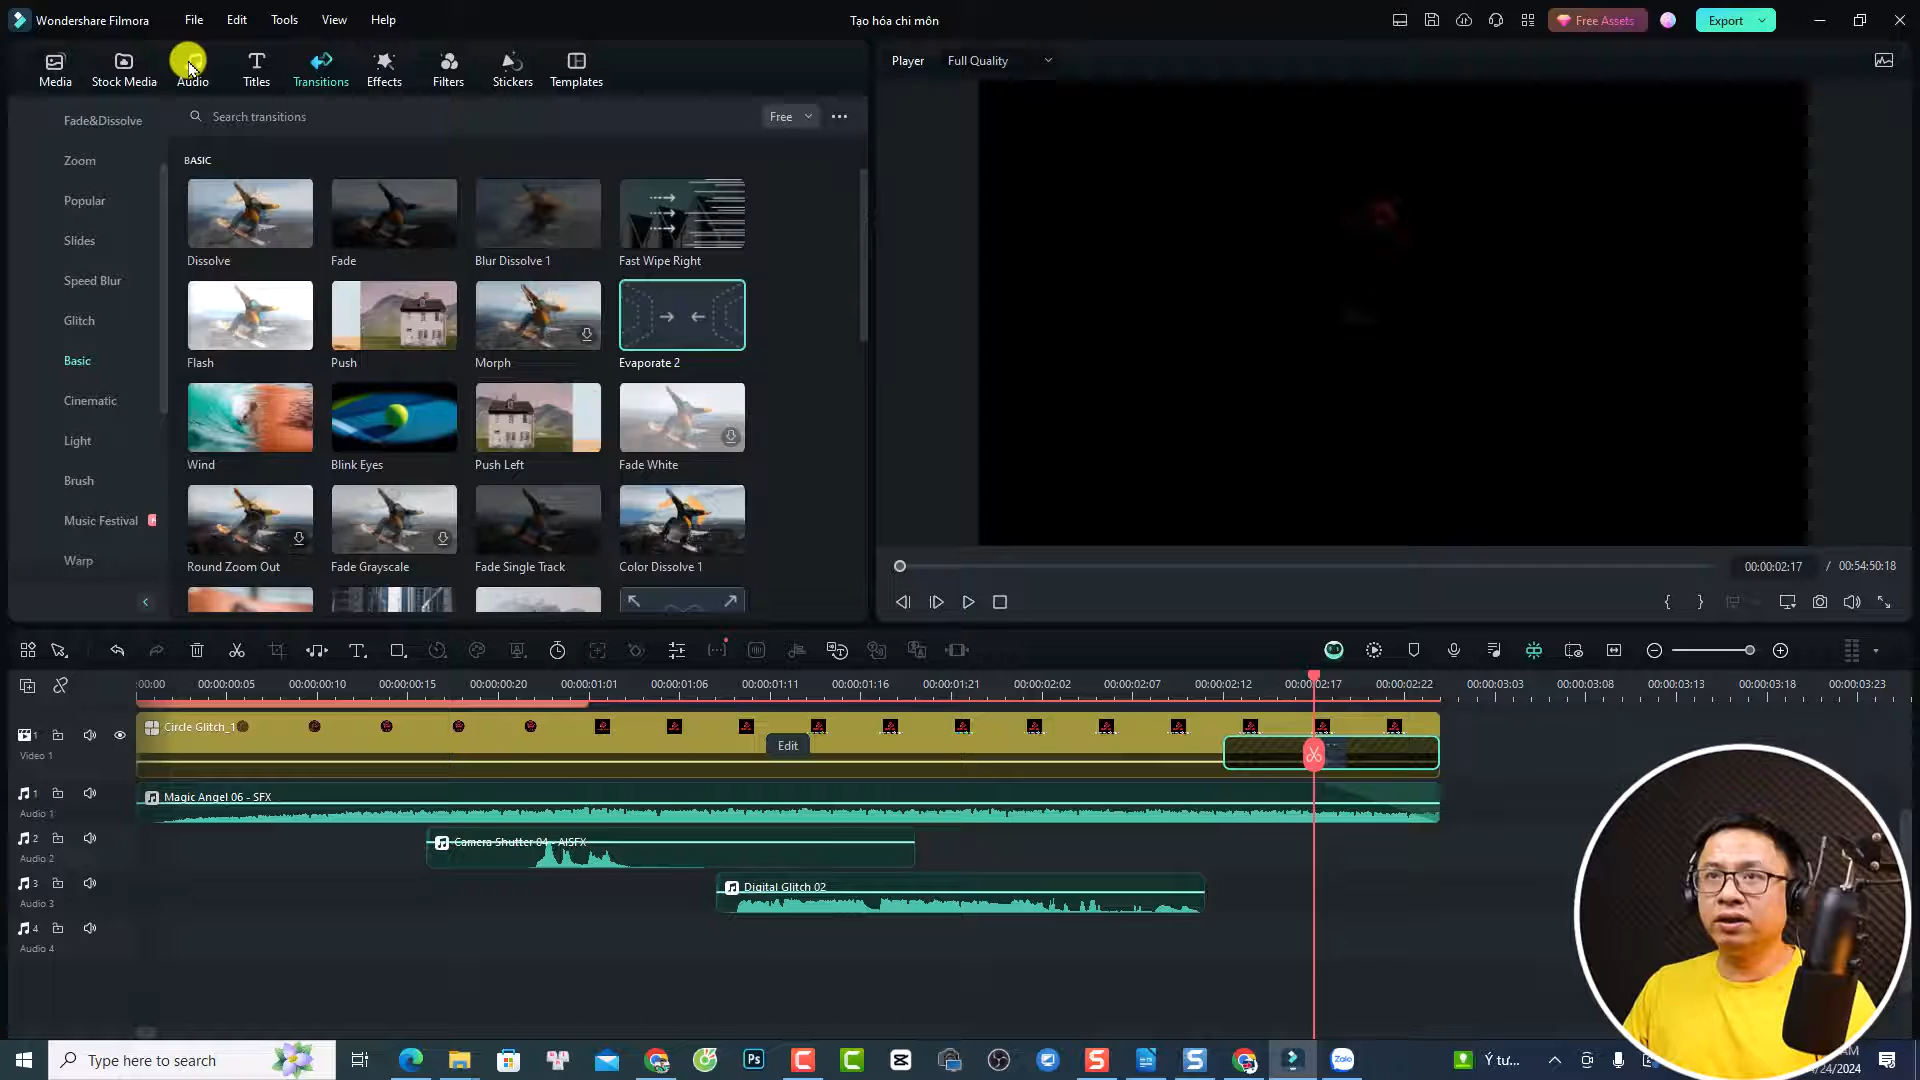 Wondershare Filmora
File
Edit
Tools
View
Help
Tạo hóa chi môn
Free Assets
Export
Media
Stock Media
Audio
Titles
Transitions
Effects
Filters
Stickers
Templates
Player
Full Quality
Search transitions
Free
Fade&Dissolve
Zoom
Popular
Slides
Speed Blur
Glitch
Basic
Cinematic
Light
Brush
Music Festival
Warp
BASIC
Dissolve
Fade
Blur Dissolve 1
Fast Wipe Right
Flash
Push
Morph
Evaporate 2
Wind
Blink Eyes
Push Left
Fade White
Round Zoom Out
Fade Grayscale
Fade Single Track
Color Dissolve 1
00:00:02:17 / 00:54:50:18
:00:00
00:00:00:05
00:00:00:10
00:00:00:15
00:00:00:20
00:00:01:01
00:00:01:06
00:00:01:11
00:00:01:16
00:00:01:21
00:00:02:02
00:00:02:07
00:00:02:12
00:00:02:17
00:00:02:22
00:00:03:03
00:00:03:08
00:00:03:13
00:00:03:18
00:00:03:23
1
Video 1
Circle Glitch_1
Edit
1
Audio 1
Magic Angel 06 - SFX
2
Audio 2
Camera Shutter 04 - AISFX
3
Audio 3
Digital Glitch 02
4
Audio 4
Type here to search
Ps
Zalo
Ý tư...
AM
/24/2024